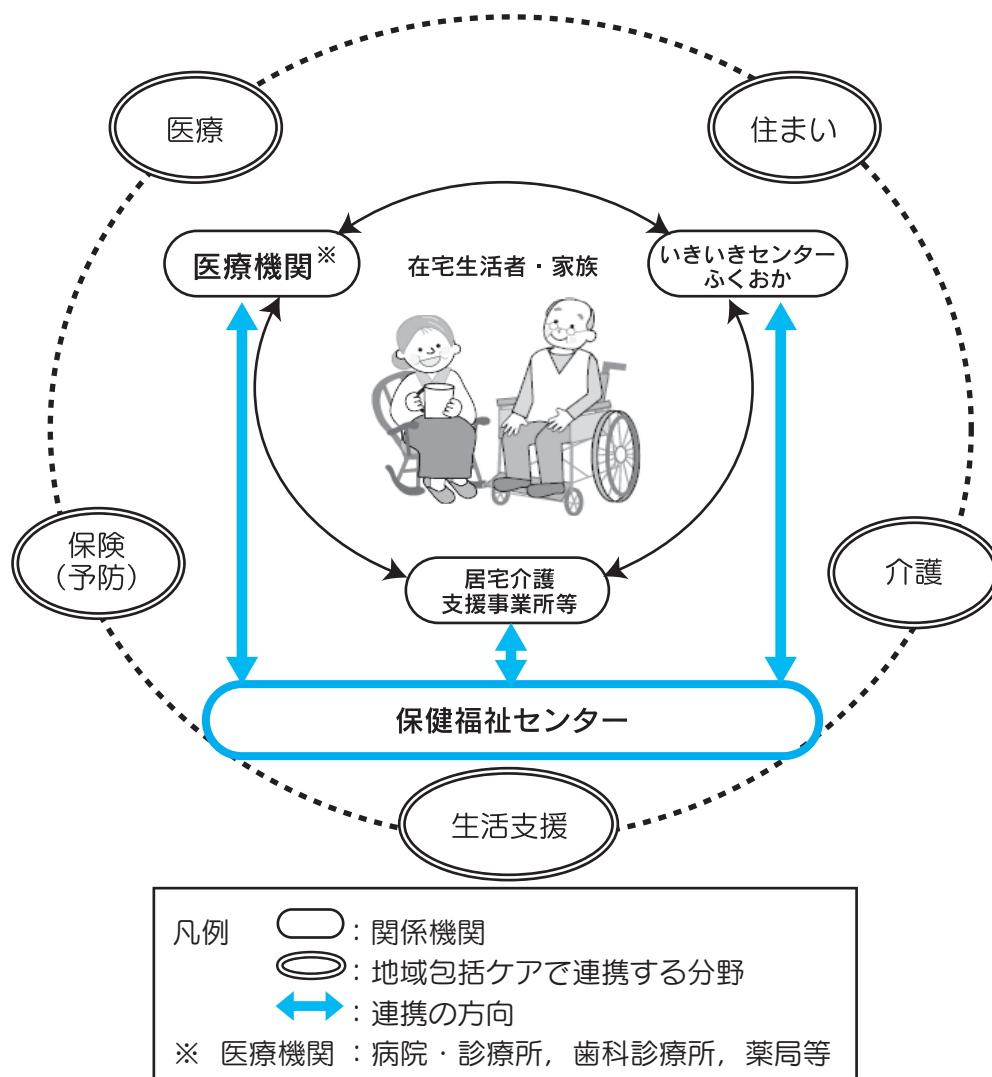 医療
住まい
医療機関※
在宅生活者・家族
いきいきセンター
ふくおか
保険
(予防)
介護
居宅介護
支援事業所等
保健福祉センター
生活支援
凡例
：関係機関
：地域包括ケアで連携する分野
：連携の方向
※ 医療機関：病院・診療所，歯科診療所，薬局等